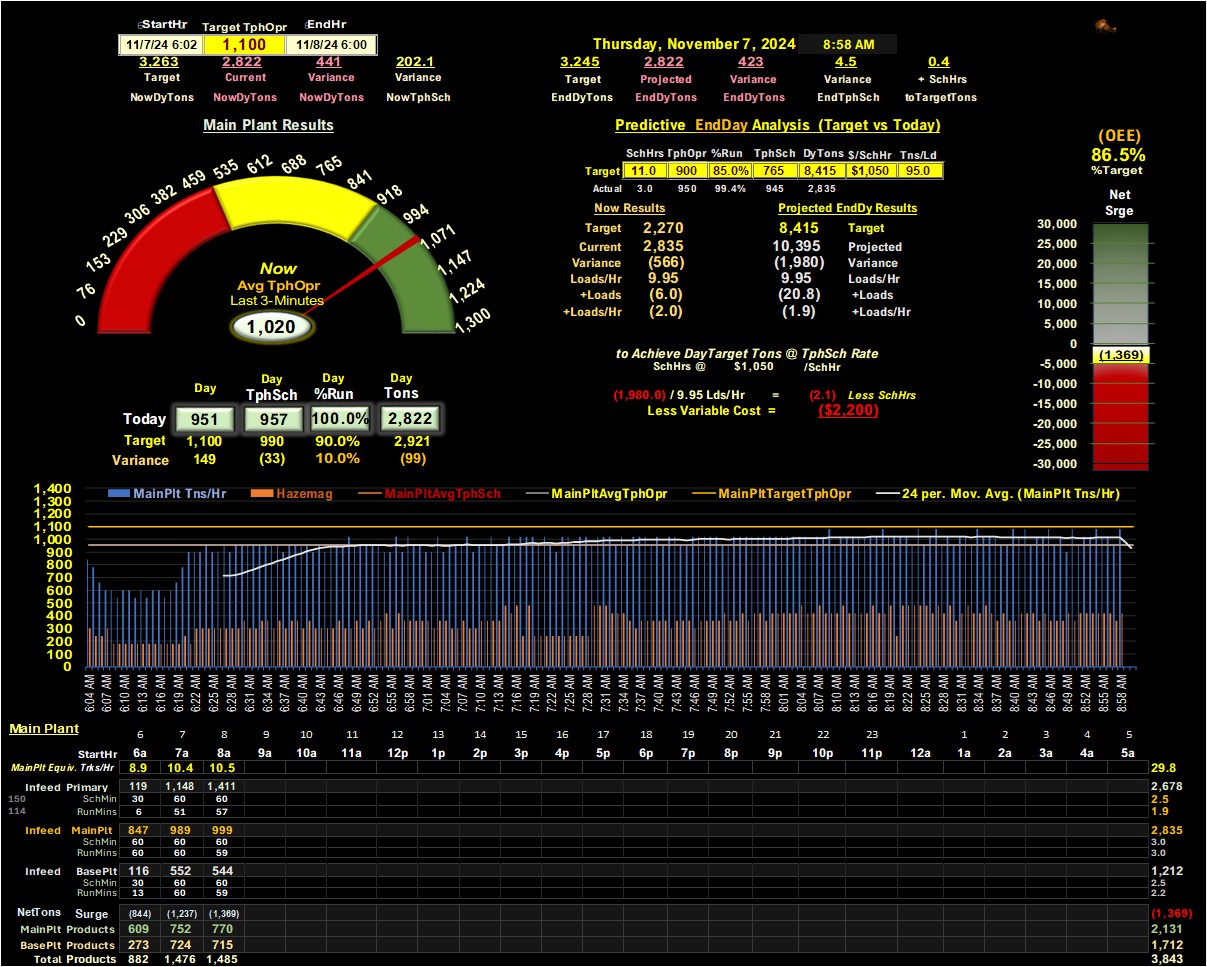 StartHr Target TphOpr EndHr
11/7/24 6:02 1,100 11/8/24 6:00
Thursday, November 7, 2024 8:58 AM
3,263 2,822 441 202.1
Target Current Variance Variance
NowDyTons NowDyTons NowDyTons NowTphSch
3,245 2,822 423 4.5 0.4
Target Projected Variance Variance + SchHrs
EndDyTons EndDyTons EndDyTons EndTphSch toTargetTons
Main Plant Results
0 76 153 229 306 382 459 535 612 688 765 841 918 994 1,071 1,147 1,224 1,300
Now
Avg TphOpr
Last 3-Minutes
1,020
Predictive EndDay Analysis (Target vs Today)
SchHrs TphOpr %Run TphSch DyTons $/SchHr Tns/Ld
Target 11.0 900 85.0% 765 8,415 $1,050 95.0
Actual 3.0 950 99.4% 945 2,835
Now Results Projected EndDy Results
Target 2,270 8,415 Target
Current 2,835 10,395 Projected
Variance (566) (1,980) Variance
Loads/Hr 9.95 9.95 Loads/Hr
+Loads (6.0) (20.8) +Loads
+Loads/Hr (2.0) (1.9) +Loads/Hr
to Achieve DayTarget Tons @ TphSch Rate
SchHrs @ $1,050 /SchHr
(1,980.0) / 9.95 Lds/Hr = (2.1) Less SchHrs
Less Variable Cost = ($2,200)
(OEE)
86.5%
%Target
Net
Srge
30,000
25,000
20,000
15,000
10,000
5,000
0
(1,369)
-5,000
-10,000
-15,000
-20,000
-25,000
-30,000
Day Day Day Day
TphSch %Run Tons
Today 951 957 100.0% 2,822
Target 1,100 990 90.0% 2,921
Variance 149 (33) 10.0% (99)
MainPlt Tns/Hr Hazemag MainPltAvgTphSch MainPltAvgTphOpr MainPltTargetTphOpr 24 per. Mov. Avg. (MainPlt Tns/Hr)
1,400
1,300
1,200
1,100
1,000
900
800
700
600
500
400
300
200
100
0
6:04 AM 6:07 AM 6:10 AM 6:13 AM 6:16 AM 6:19 AM 6:22 AM 6:25 AM 6:28 AM 6:31 AM 6:34 AM 6:37 AM 6:40 AM 6:43 AM 6:46 AM 6:49 AM 6:52 AM 6:55 AM 6:58 AM 7:01 AM 7:04 AM 7:07 AM 7:10 AM 7:13 AM 7:16 AM 7:19 AM 7:22 AM 7:25 AM 7:28 AM 7:31 AM 7:34 AM 7:37 AM 7:40 AM 7:43 AM 7:46 AM 7:49 AM 7:52 AM 7:55 AM 7:58 AM 8:01 AM 8:04 AM 8:07 AM 8:10 AM 8:13 AM 8:16 AM 8:19 AM 8:22 AM 8:25 AM 8:28 AM 8:31 AM 8:34 AM 8:37 AM 8:40 AM 8:43 AM 8:46 AM 8:49 AM 8:52 AM 8:55 AM 8:58 AM
Main Plant
6 7 8 9 10 11 12 13 14 15 16 17 18 19 20 21 22 23 1 2 3 4 5
StartHr 6a 7a 8a 9a 10a 11a 12p 1p 2p 3p 4p 5p 6p 7p 8p 9p 10p 11p 12a 1a 2a 3a 4a 5a
MainPlt Equiv. Trks/Hr 8.9 10.4 10.5 29.8
Infeed Primary 119 1,148 1,411 2,678
150 SchMin 30 60 60 2.5
114 RunMins 6 51 57 1.9
Infeed MainPlt 847 989 999 2,835
SchMin 60 60 60 3.0
RunMins 60 60 59 3.0
Infeed BasePlt 116 552 544 1,212
SchMin 30 60 60 2.5
RunMins 13 60 59 2.2
NetTons Surge (844) (1,237) (1,369) (1,369)
MainPlt Products 609 752 770 2,131
BasePlt Products 273 724 715 1,712
Total Products 882 1,476 1,485 3,843